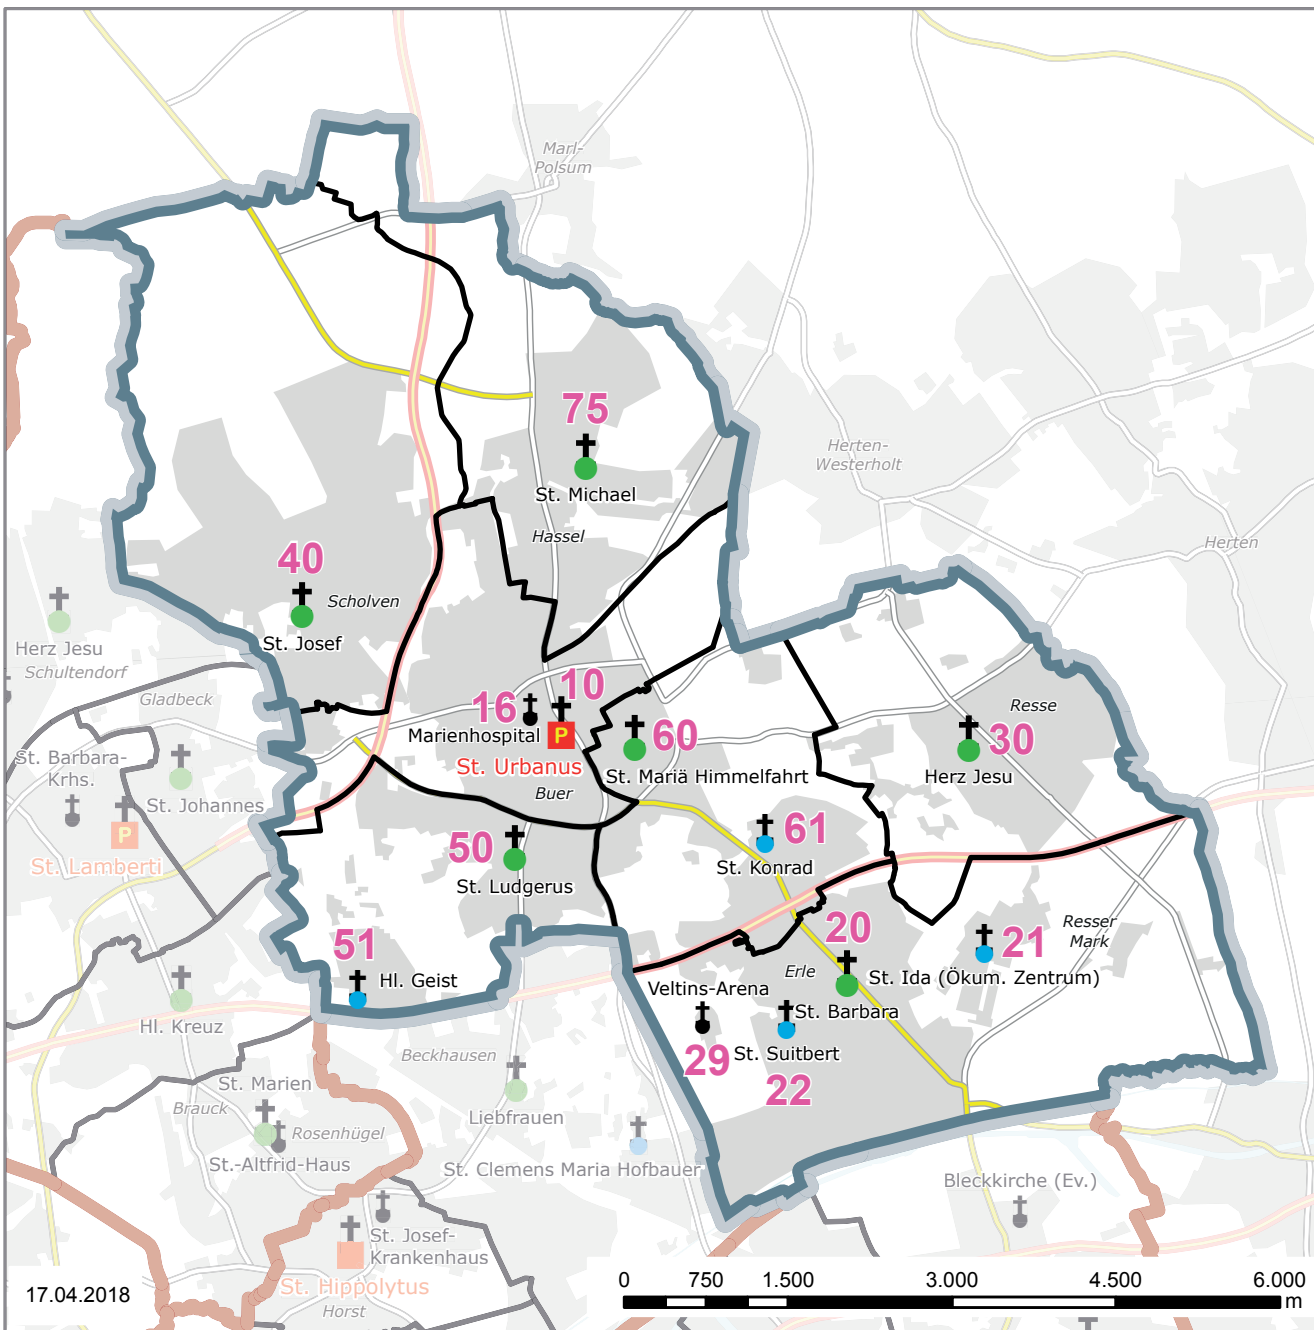 Marl-
Polsum
75
St. Michael
Hassel
Herten-
Westerholt
Herten
40
Scholven
St. Josef
Herz Jesu
Schultendorf
Gladbeck
16
10
Marienhospital
P
St. Urbanus
Buer
60
St. Mariä Himmelfahrt
Resse
30
Herz Jesu
St. Barbara-
Krhs.
St. Johannes
P
St. Lamberti
50
St. Ludgerus
61
St. Konrad
51
Hl. Geist
20
21
Resser
Mark
Erle
St. Ida (Ökum. Zentrum)
Veltins-Arena
St. Barbara
29
St. Suitbert
22
Hl. Kreuz
Beckhausen
St. Marien
Brauck
Rosenhügel
St.-Altfrid-Haus
Liebfrauen
St. Clemens Maria Hofbauer
Bleckkirche (Ev.)
St. Josef-
Krankenhaus
St. Hippolytus
Horst
17.04.2018
0 750 1.500 3.000 4.500 6.000
m